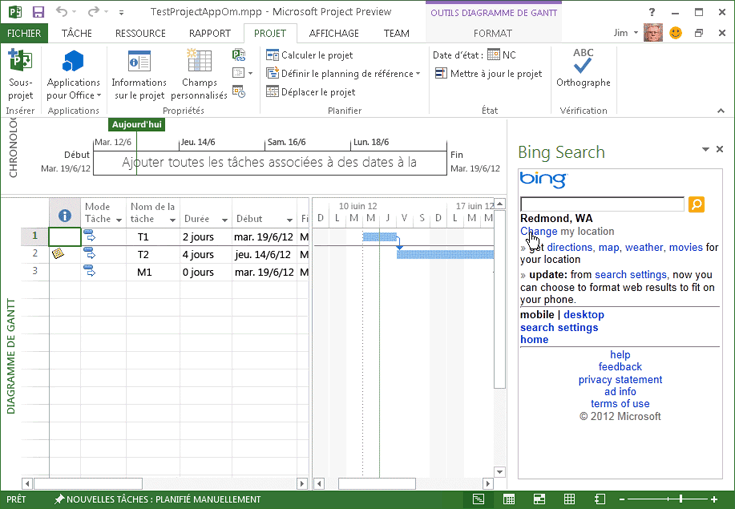 TestProjectAppOm.mpp - Microsoft Project Preview
OUTILS DIAGRAMME DE GANTT
FICHIER TÂCHE RESSOURCE RAPPORT PROJET AFFICHAGE TEAM FORMAT Jim
Sous-projet
Applications pour Office
Informations sur le projet
Champs personnalisés
Calculer le projet
Définir le planning de référence
Déplacer le projet
Date d'état : NC
Mettre à jour le projet
ABC
Orthographe
Insérer Applications Propriétés Planifier État Vérification
CHRONOLOG
Aujourd'hui
Mar. 12/6 Jeu. 14/6 Sam. 16/6 Lun. 18/6
Début
Mar. 19/6/12
Ajouter toutes les tâches associées à des dates à la
Fin
Mar. 19/6/12
DIAGRAMME DE GANTT
Mode Tâche Nom de la tâche Durée Début Fi
10 juin 12 17 juin 12
D L M M J V S D L M M
1 T1 2 jours mar. 19/6/12 M
2 T2 4 jours jeu. 14/6/12 M
3 M1 0 jours mar. 19/6/12 M
Bing Search
bing
Redmond, WA
Change my location
» get directions, map, weather, movies for
your location
» update: from search settings, now you
can choose to format web results to fit on
your phone.
mobile | desktop
search settings
home
help
feedback
privacy statement
ad info
terms of use
© 2012 Microsoft
PRÊT NOUVELLES TÂCHES : PLANIFIÉ MANUELLEMENT